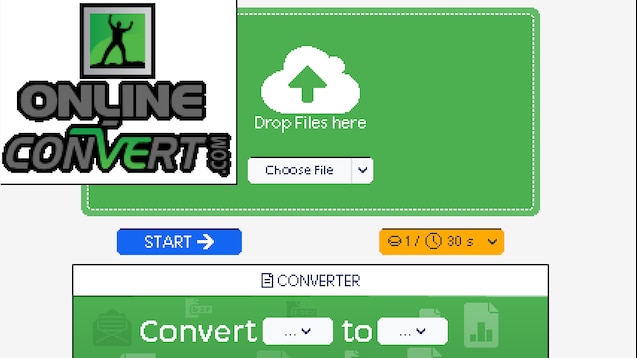 ONLINE
CONVERT
.COM
Drop Files here
Choose File
START
1 / 30 s
CONVERTER
Convert ... to ...